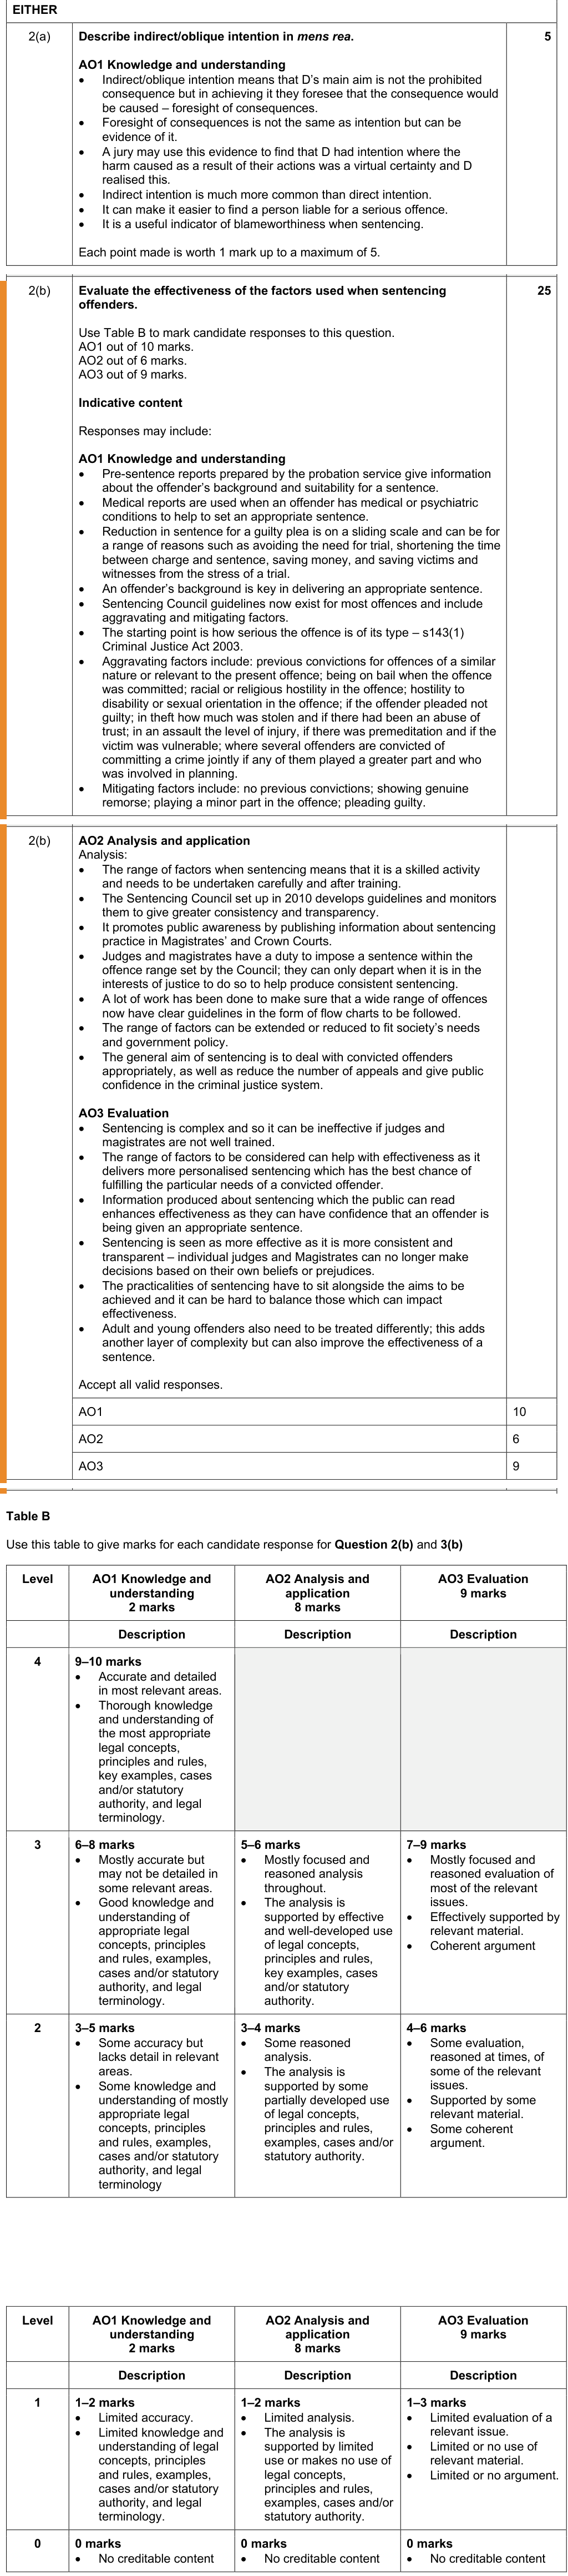 EITHER
2(a)
Describe indirect/oblique intention in mens rea.
5
AO1 Knowledge and understanding
• Indirect/oblique intention means that D's main aim is not the prohibited
consequence but in achieving it they foresee that the consequence would
be caused – foresight of consequences.
• Foresight of consequences is not the same as intention but can be
evidence of it.
• A jury may use this evidence to find that D had intention where the
harm caused as a result of their actions was a virtual certainty and D
realised this.
• Indirect intention is much more common than direct intention.
• It can make it easier to find a person liable for a serious offence.
• It is a useful indicator of blameworthiness when sentencing.
Each point made is worth 1 mark up to a maximum of 5.
2(b)
Evaluate the effectiveness of the factors used when sentencing
offenders.
25
Use Table B to mark candidate responses to this question.
AO1 out of 10 marks.
AO2 out of 6 marks.
AO3 out of 9 marks.
Indicative content
Responses may include:
AO1 Knowledge and understanding
• Pre-sentence reports prepared by the probation service give information
about the offender's background and suitability for a sentence.
• Medical reports are used when an offender has medical or psychiatric
conditions to help to set an appropriate sentence.
• Reduction in sentence for a guilty plea is on a sliding scale and can be for
a range of reasons such as avoiding the need for trial, shortening the time
between charge and sentence, saving money, and saving victims and
witnesses from the stress of a trial.
• An offender's background is key in delivering an appropriate sentence.
• Sentencing Council guidelines now exist for most offences and include
aggravating and mitigating factors.
• The starting point is how serious the offence is of its type – s143(1)
Criminal Justice Act 2003.
• Aggravating factors include: previous convictions for offences of a similar
nature or relevant to the present offence; being on bail when the offence
was committed; racial or religious hostility in the offence; hostility to
disability or sexual orientation in the offence; if the offender pleaded not
guilty; in theft how much was stolen and if there had been an abuse of
trust; in an assault the level of injury, if there was premeditation and if the
victim was vulnerable; where several offenders are convicted of
committing a crime jointly if any of them played a greater part and who
was involved in planning.
• Mitigating factors include: no previous convictions; showing genuine
remorse; playing a minor part in the offence; pleading guilty.
2(b)
AO2 Analysis and application
Analysis:
• The range of factors when sentencing means that it is a skilled activity
and needs to be undertaken carefully and after training.
• The Sentencing Council set up in 2010 develops guidelines and monitors
them to give greater consistency and transparency.
• It promotes public awareness by publishing information about sentencing
practice in Magistrates' and Crown Courts.
• Judges and magistrates have a duty to impose a sentence within the
offence range set by the Council; they can only depart when it is in the
interests of justice to do so to help produce consistent sentencing.
• A lot of work has been done to make sure that a wide range of offences
now have clear guidelines in the form of flow charts to be followed.
• The range of factors can be extended or reduced to fit society's needs
and government policy.
• The general aim of sentencing is to deal with convicted offenders
appropriately, as well as reduce the number of appeals and give public
confidence in the criminal justice system.
AO3 Evaluation
• Sentencing is complex and so it can be ineffective if judges and
magistrates are not well trained.
• The range of factors to be considered can help with effectiveness as it
delivers more personalised sentencing which has the best chance of
fulfilling the particular needs of a convicted offender.
• Information produced about sentencing which the public can read
enhances effectiveness as they can have confidence that an offender is
being given an appropriate sentence.
• Sentencing is seen as more effective as it is more consistent and
transparent – individual judges and Magistrates can no longer make
decisions based on their own beliefs or prejudices.
• The practicalities of sentencing have to sit alongside the aims to be
achieved and it can be hard to balance those which can impact
effectiveness.
• Adult and young offenders also need to be treated differently; this adds
another layer of complexity but can also improve the effectiveness of a
sentence.
Accept all valid responses.
AO1 10
AO2 6
AO3 9
Table B
Use this table to give marks for each candidate response for Question 2(b) and 3(b)
Level
AO1 Knowledge and
understanding
2 marks
AO2 Analysis and
application
8 marks
AO3 Evaluation
9 marks
Description
Description
Description
4
9–10 marks
• Accurate and detailed
in most relevant areas.
• Thorough knowledge
and understanding of
the most appropriate
legal concepts,
principles and rules,
key examples, cases
and/or statutory
authority, and legal
terminology.
3
6–8 marks
• Mostly accurate but
may not be detailed in
some relevant areas.
• Good knowledge and
understanding of
appropriate legal
concepts, principles
and rules, examples,
cases and/or statutory
authority, and legal
terminology.
5–6 marks
• Mostly focused and
reasoned analysis
throughout.
• The analysis is
supported by effective
and well-developed use
of legal concepts,
principles and rules,
key examples, cases
and/or statutory
authority.
7–9 marks
• Mostly focused and
reasoned evaluation of
most of the relevant
issues.
• Effectively supported by
relevant material.
• Coherent argument
2
3–5 marks
• Some accuracy but
lacks detail in relevant
areas.
• Some knowledge and
understanding of mostly
appropriate legal
concepts, principles
and rules, examples,
cases and/or statutory
authority, and legal
terminology
3–4 marks
• Some reasoned
analysis.
• The analysis is
supported by some
partially developed use
of legal concepts,
principles and rules,
examples, cases and/or
statutory authority.
4–6 marks
• Some evaluation,
reasoned at times, of
some of the relevant
issues.
• Supported by some
relevant material.
• Some coherent
argument.
Level
AO1 Knowledge and
understanding
2 marks
AO2 Analysis and
application
8 marks
AO3 Evaluation
9 marks
Description
Description
Description
1
1–2 marks
• Limited accuracy.
• Limited knowledge and
understanding of legal
concepts, principles
and rules, examples,
cases and/or statutory
authority, and legal
terminology.
1–2 marks
• Limited analysis.
• The analysis is
supported by limited
use or makes no use of
legal concepts,
principles and rules,
examples, cases and/or
statutory authority.
1–3 marks
• Limited evaluation of a
relevant issue.
• Limited or no use of
relevant material.
• Limited or no argument.
0
0 marks
• No creditable content
0 marks
• No creditable content
0 marks
• No creditable content